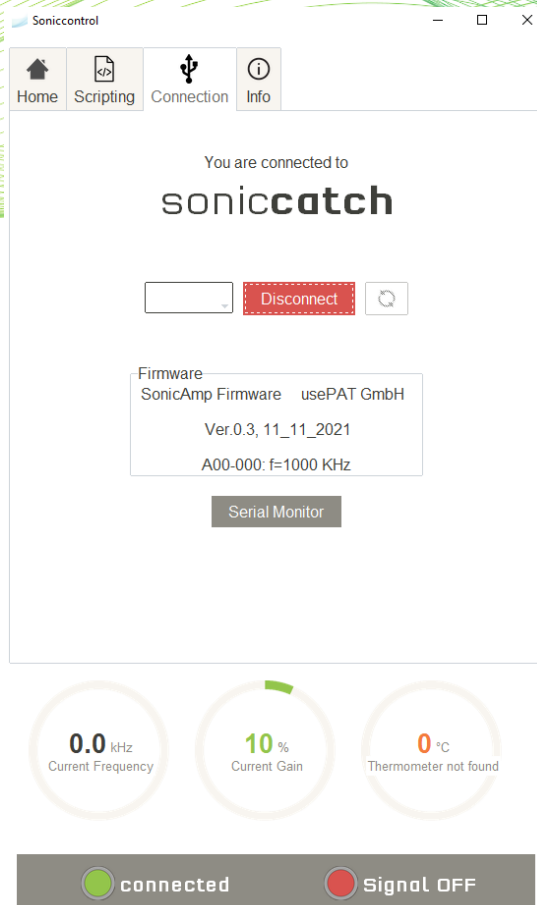 Soniccontrol
Home Scripting Connection Info
You are connected to
soniccatch
Disconnect
Firmware
SonicAmp Firmware usePAT GmbH
Ver.0.3, 11_11_2021
A00-000: f=1000 KHz
Serial Monitor
0.0 kHz
Current Frequency
10 %
Current Gain
0 °C
Thermometer not found
connected
Signal OFF